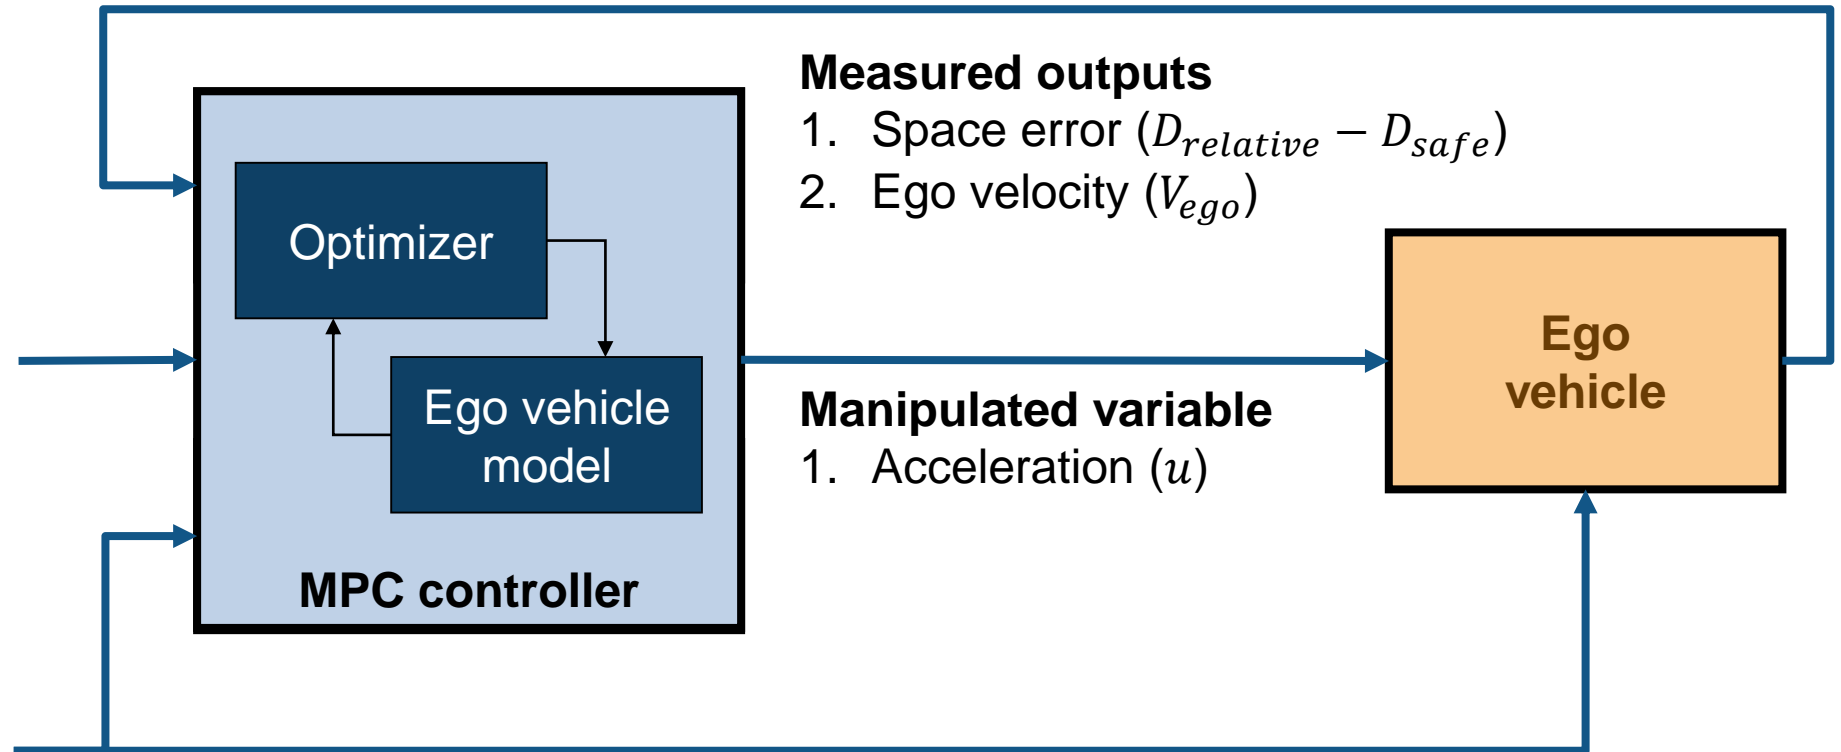 Measured outputs
1. Space error (D_relative − D_safe)
2. Ego velocity (V_ego)
Optimizer
Ego vehicle
model
MPC controller
Manipulated variable
1. Acceleration (u)
Ego
vehicle